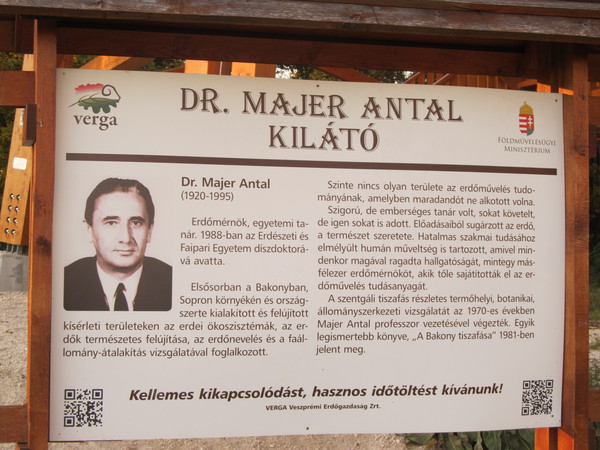 DR. MAJER ANTAL
KILÁTÓ
verga
FÖLDMŰVELÉSÜGYI
MINISZTÉRIUM
Dr. Majer Antal
(1920-1995)
Erdőmérnök, egyetemi ta-
nár. 1988-ban az Erdészeti és
Faipari Egyetem díszdoktorá-
vá avatta.
Elsősorban a Bakonyban,
Sopron környékén és ország-
szerte kialakított és felújított
kísérleti területeken az erdei ökoszisztémák, az er-
dők természetes felújítása, az erdőnevelés és a faál-
lomány-átalakítás vizsgálatával foglalkozott.
Szinte nincs olyan területe az erdőművelés tudo-
mányának, amelyben maradandót ne alkotott volna.
Szigorú, de emberséges tanár volt, sokat követelt,
de igen sokat is adott. Előadásaiból sugárzott az erdő,
a természet szeretete. Hatalmas szakmai tudásához
elmélyült humán műveltség is tartozott, amivel min-
denkor magával ragadta hallgatóságát, mintegy más-
félezer erdőmérnököt, akik tőle sajátították el az er-
dőművelés tudásanyagát.
A szentgáli tiszafás részletes termőhelyi, botanikai,
állományszerkezeti vizsgálatát az 1970-es években
Majer Antal professzor vezetésével végezték. Egyik
legismertebb könyve, „A Bakony tiszafása” 1981-ben
jelent meg.
Kellemes kikapcsolódást, hasznos időtöltést kívánunk!
VERGA Veszprémi Erdőgazdaság Zrt.